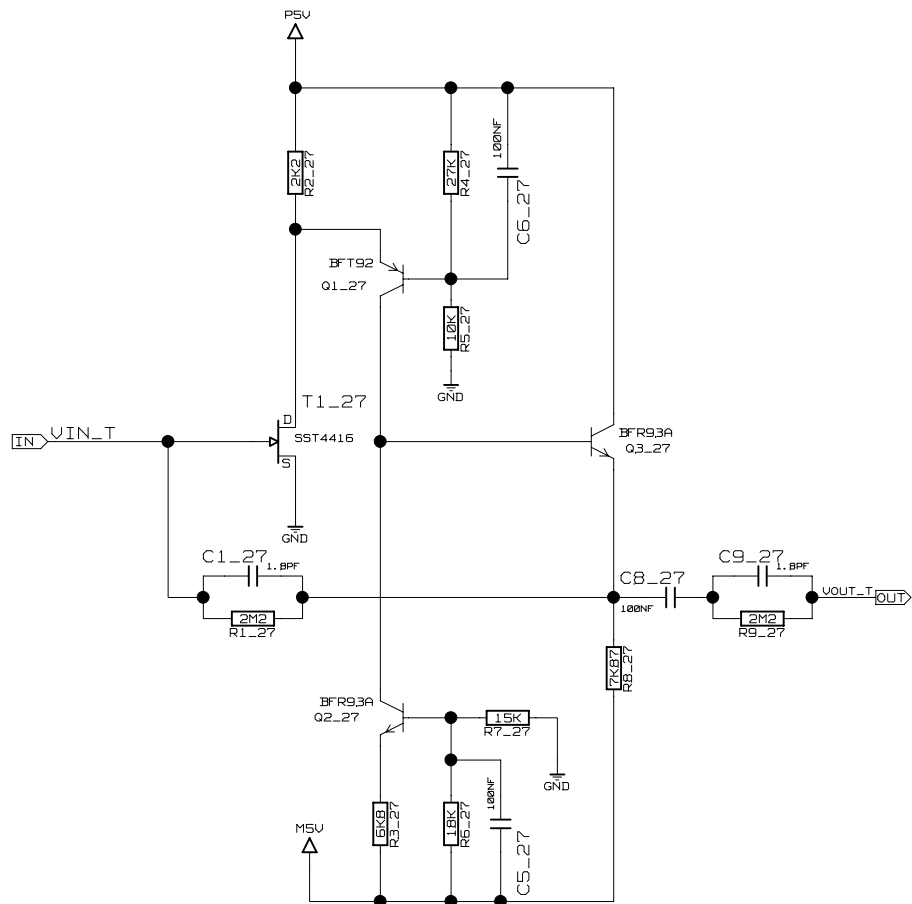 P5V
2K2
R2_27
27K
R4_27
100NF
C6_27
BFT92
Q1_27
10K
R5_27
GND
T1_27
D
SST4416
S
IN
VIN_T
GND
BFR93A
Q3_27
C1_27
1.8PF
2M2
R1_27
C8_27
100NF
C9_27
1.8PF
2M2
R9_27
VOUT_T
OUT
7K87
R8_27
BFR93A
Q2_27
15K
R7_27
GND
6K8
R3_27
18K
R6_27
100NF
C5_27
M5V